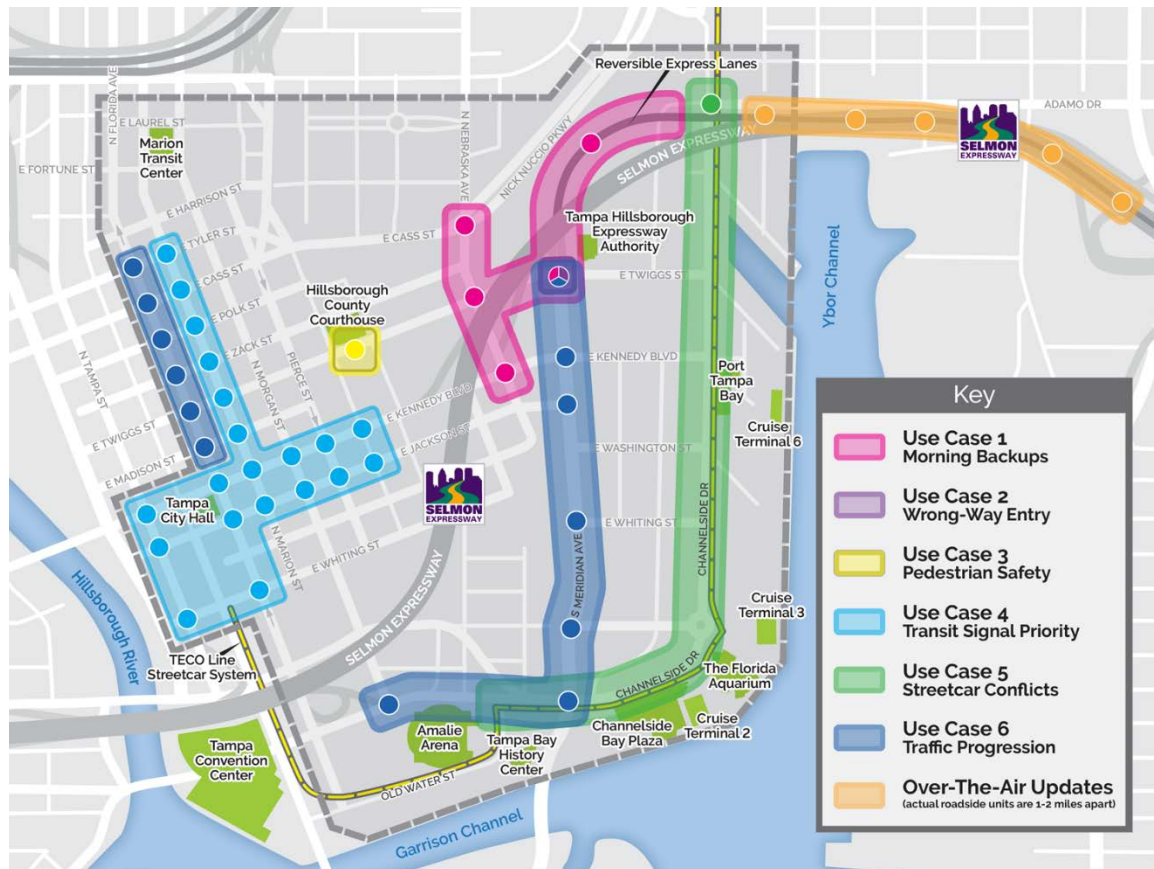 Reversible Express Lanes
N FLORIDA AVE
E LAUREL ST
Marion
Transit
Center
E FORTUNE ST
E HARRISON ST
N NEBRASKA AVE
NICK NUCCIO PKWY
SELMON EXPRESSWAY
ADAMO DR
SELMON
EXPRESSWAY
E TYLER ST
E CASS ST
E CASS ST
Tampa Hillsborough
Expressway
Authority
E TWIGGS ST
Ybor Channel
E POLK ST
Hillsborough
County
Courthouse
E ZACK ST
PIERCE ST
N MORGAN ST
N TAMPA ST
E KENNEDY BLVD
E KENNEDY BLVD
Port
Tampa
Bay
Cruise
Terminal 6
E TWIGGS ST
E MADISON ST
E JACKSON ST
E WASHINGTON ST
Tampa
City Hall
SELMON
EXPRESSWAY
E WHITING ST
N MARION ST
E WHITING ST
CHANNELSIDE DR
S MERIDIAN AVE
Hillsborough River
SELMON EXPRESSWAY
Cruise
Terminal 3
TECO Line
Streetcar System
CHANNELSIDE DR
The Florida
Aquarium
Amalie
Arena
Channelside
Bay Plaza
Cruise
Terminal 2
Tampa
Convention
Center
Tampa Bay
History
Center
OLD WATER ST
Garrison Channel
Key
Use Case 1
Morning Backups
Use Case 2
Wrong-Way Entry
Use Case 3
Pedestrian Safety
Use Case 4
Transit Signal Priority
Use Case 5
Streetcar Conflicts
Use Case 6
Traffic Progression
Over-The-Air Updates
(actual roadside units are 1-2 miles apart)